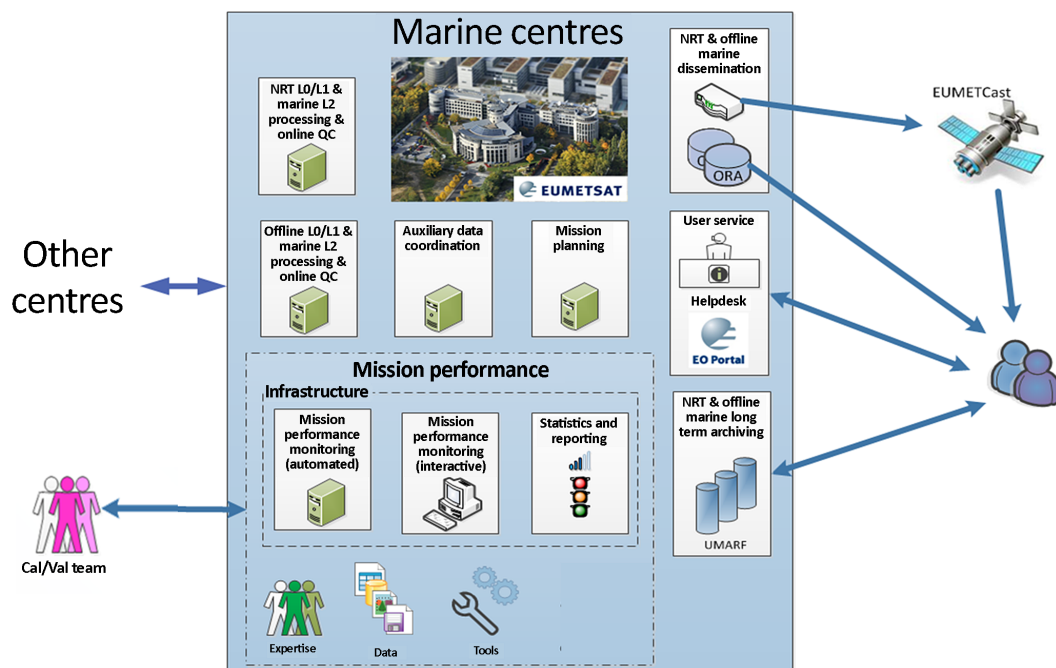 Marine centres
NRT L0/L1 &
marine L2
processing &
online QC
EUMETSAT
NRT & offline
marine
dissemination
ORA
EUMETCast
Other
centres
Offline L0/L1 &
marine L2
processing &
online QC
Auxiliary data
coordination
Mission
planning
User service
Helpdesk
EO Portal
Mission performance
Infrastructure
Mission
performance
monitoring
(automated)
Mission
performance
monitoring
(interactive)
Statistics and
reporting
NRT & offline
marine long
term archiving
UMARF
Cal/Val team
Expertise
Data
Tools